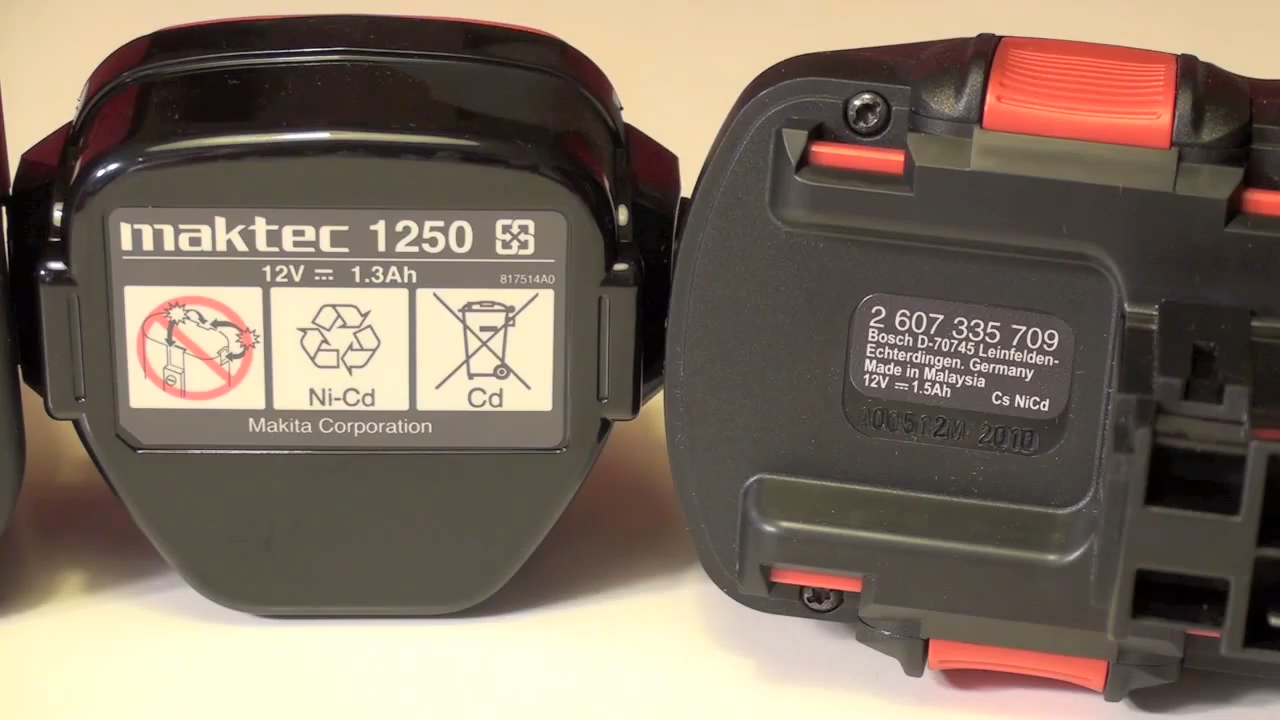 maktec 1250
12V 1.3Ah
817514A0
Ni-Cd
Cd
Makita Corporation
2 607 335 709
Bosch D-70745 Leinfelden-
Echterdingen. Germany
Made in Malaysia
12V 1.5Ah Cs NiCd
2010